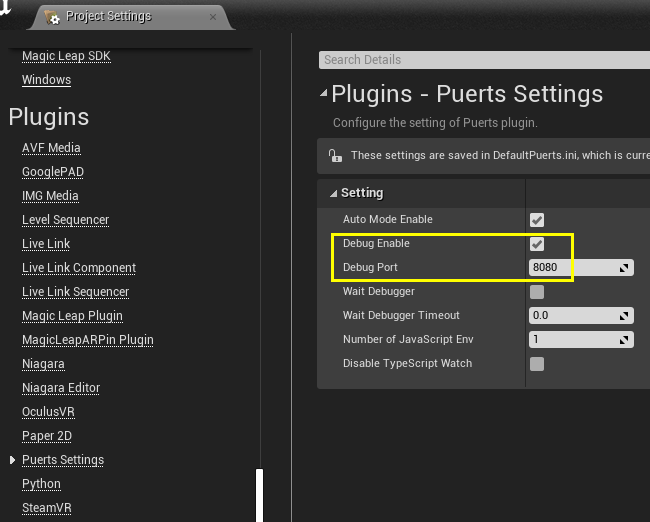 Project Settings
Magic Leap SDK
Windows
Plugins
AVF Media
GooglePAD
IMG Media
Level Sequencer
Live Link
Live Link Component
Live Link Sequencer
Magic Leap Plugin
MagicLeapARPin Plugin
Niagara
Niagara Editor
OculusVR
Paper 2D
Puerts Settings
Python
SteamVR
Search Details
Plugins - Puerts Settings
Configure the setting of Puerts plugin.
These settings are saved in DefaultPuerts.ini, which is curre
Setting
Auto Mode Enable
Debug Enable
Debug Port 8080
Wait Debugger
Wait Debugger Timeout 0.0
Number of JavaScript Env 1
Disable TypeScript Watch